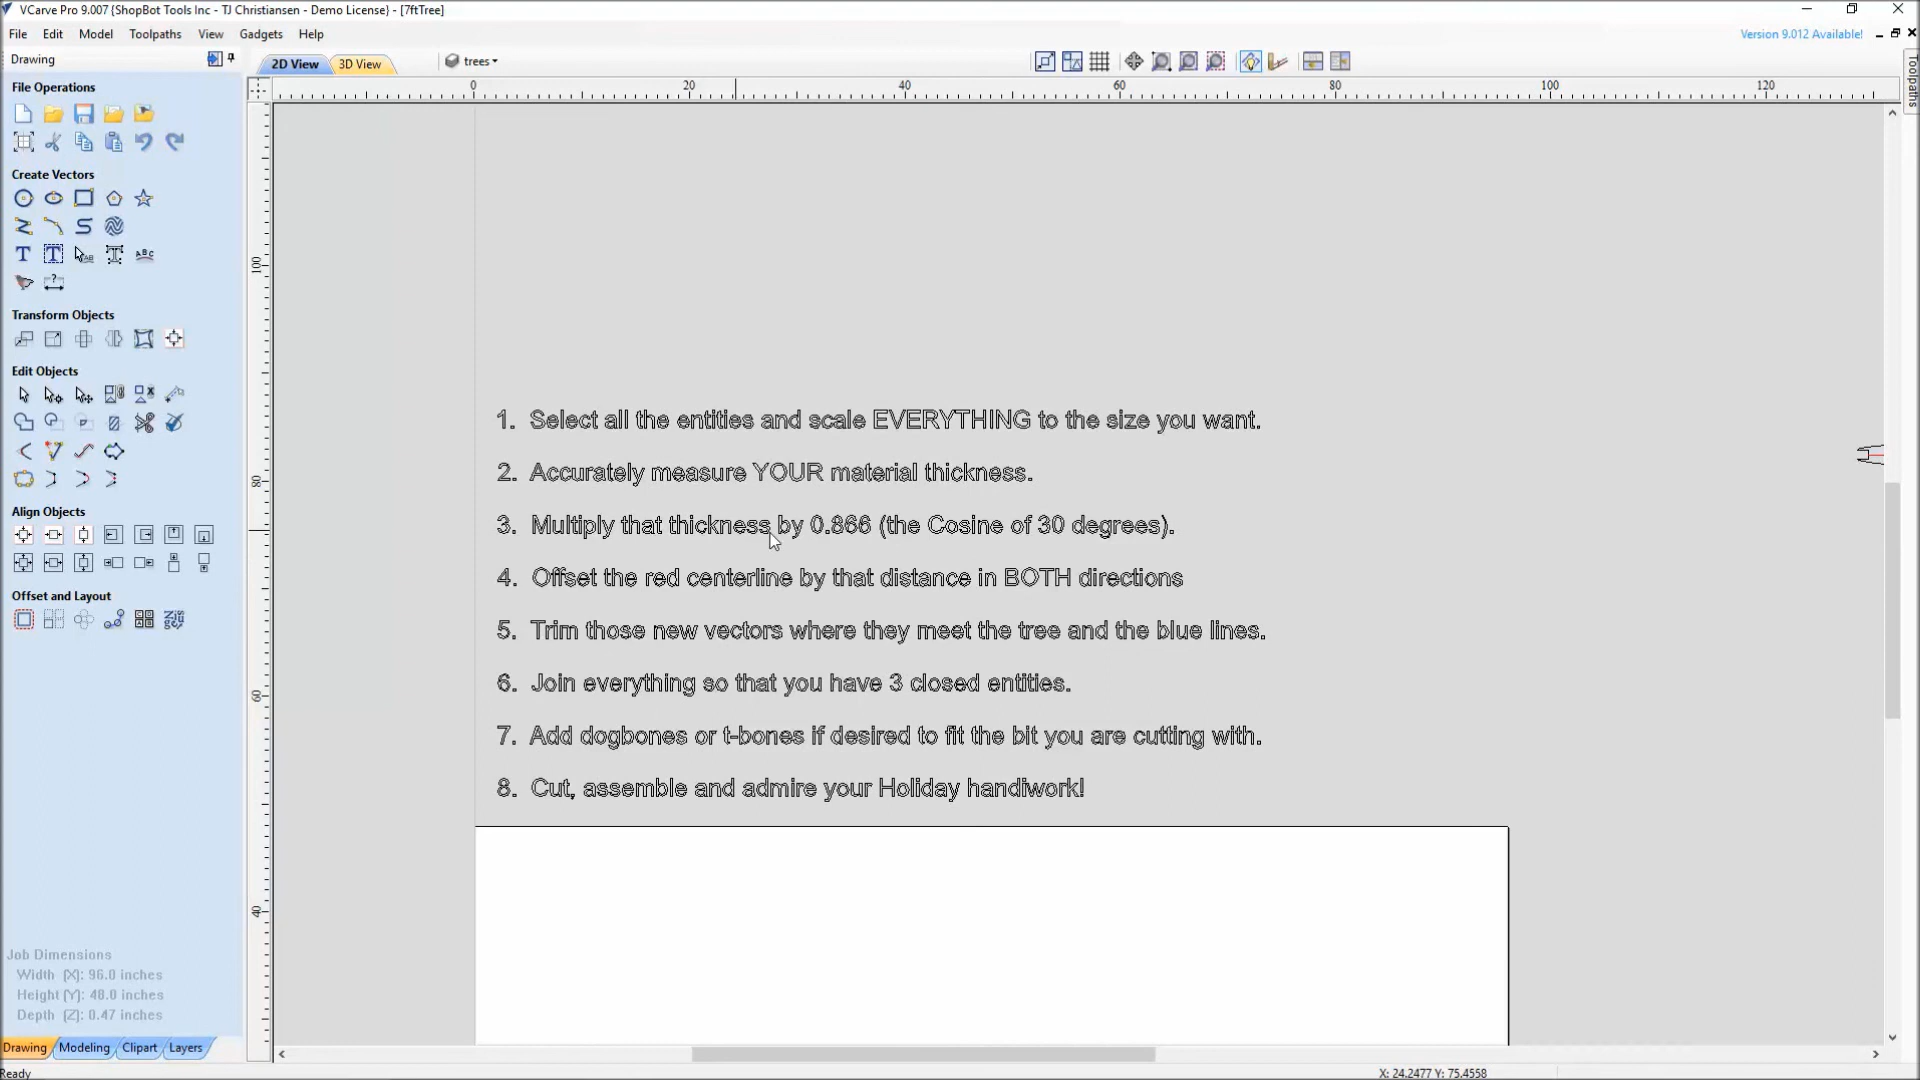 VCarve Pro 9.007 {ShopBot Tools Inc - TJ Christiansen - Demo License} - [7ftTree]
File Edit Model Toolpaths View Gadgets Help
Version 9.012 Available!
Drawing
2D View 3D View trees
File Operations
0 20 40 60 80 100 120
Create Vectors
Transform Objects
Edit Objects
Align Objects
Offset and Layout
100
80
60
40
1. Select all the entities and scale EVERYTHING to the size you want.
2. Accurately measure YOUR material thickness.
3. Multiply that thickness by 0.866 (the Cosine of 30 degrees).
4. Offset the red centerline by that distance in BOTH directions
5. Trim those new vectors where they meet the tree and the blue lines.
6. Join everything so that you have 3 closed entities.
7. Add dogbones or t-bones if desired to fit the bit you are cutting with.
8. Cut, assemble and admire your Holiday handiwork!
Toolpaths
Job Dimensions
Width (X): 96.0 inches
Height (Y): 48.0 inches
Depth (Z): 0.47 inches
Drawing Modeling Clipart Layers
Ready
X: 24.2477 Y: 75.4558